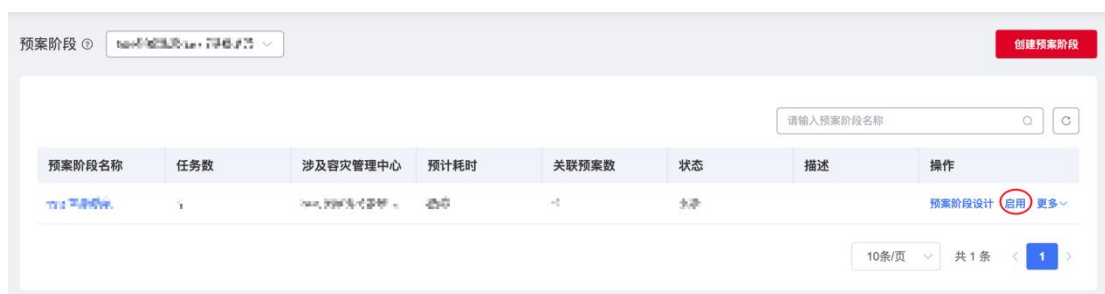 预案阶段
创建预案阶段
请输入预案阶段名称
预案阶段名称 任务数 涉及容灾管理中心 预计耗时 关联预案数 状态 描述 操作
预案阶段设计 启用 更多
10条/页 共 1 条 1